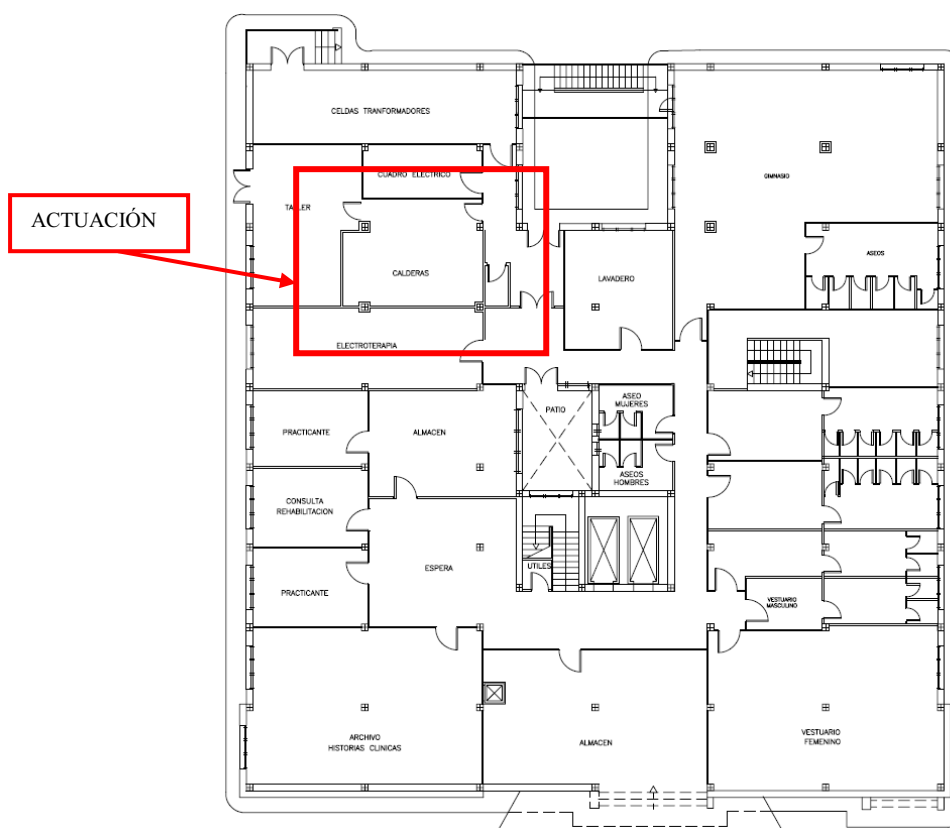 CELDAS TRANFORMADORES
CUADRO ELECTRICO
GIMNASIO
ACTUACIÓN
TALLER
ASEOS
CALDERAS
LAVADERO
ELECTROTERAPIA
ASEO
MUJERES
PATIO
PRACTICANTE
ALMACEN
ASEOS
HOMBRES
CONSULTA
REHABILITACION
ESPERA
UTILES
PRACTICANTE
VESTUARIO
MASCULINO
ARCHIVO
HISTORIAS CLINICAS
ALMACEN
VESTUARIO
FEMENINO